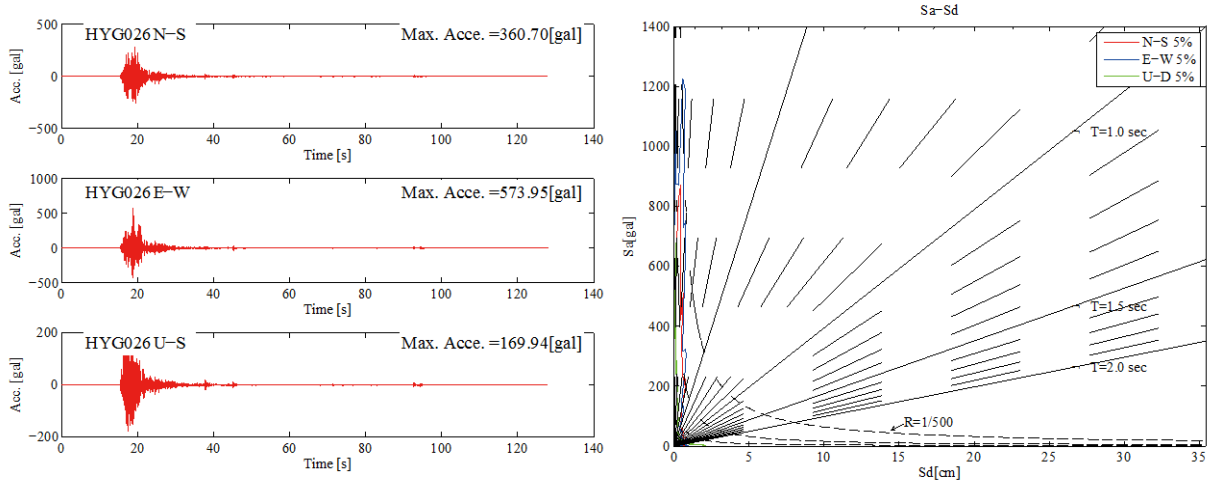 HYG026 N-S Max. Acce. =360.70[gal]
500
0
-500
Acc. [gal]
0 20 40 60 80 100 120 140
Time [s]
HYG026 E-W Max. Acce. =573.95[gal]
1000
500
0
-500
Acc. [gal]
0 20 40 60 80 100 120 140
Time [s]
HYG026 U-S Max. Acce. =169.94[gal]
200
0
-200
Acc. [gal]
0 20 40 60 80 100 120 140
Time [s]
Sa-Sd
1400
1200
1000
800
600
400
200
0
Sa[gal]
N-S 5%
E-W 5%
U-D 5%
T=1.0 sec
T=1.5 sec
T=2.0 sec
R=1/500
0 5 10 15 20 25 30 35
Sd[cm]